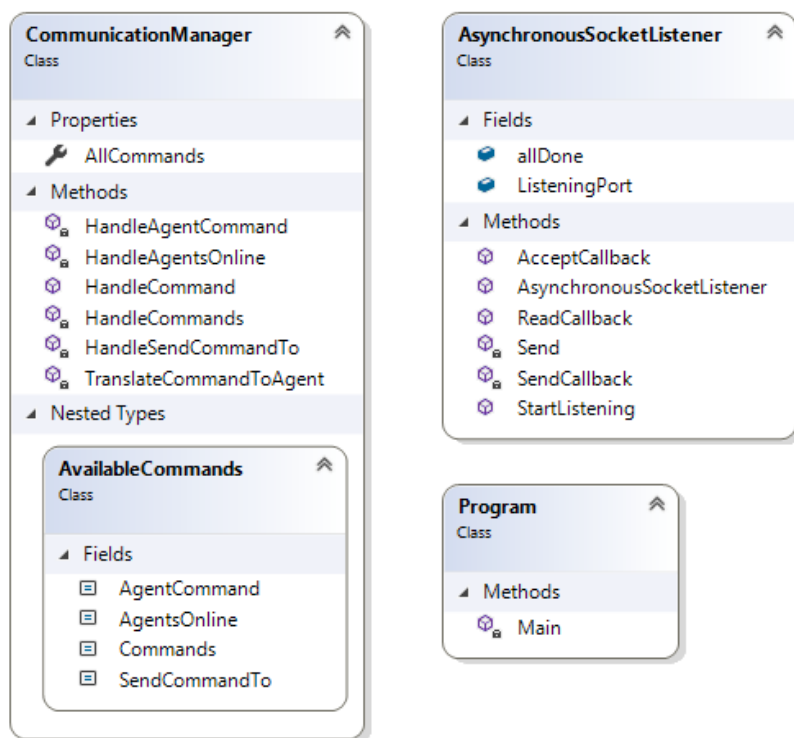 CommunicationManager
Class
Properties
AllCommands
Methods
HandleAgentCommand
HandleAgentsOnline
HandleCommand
HandleCommands
HandleSendCommandTo
TranslateCommandToAgent
Nested Types
AvailableCommands
Class
Fields
AgentCommand
AgentsOnline
Commands
SendCommandTo
AsynchronousSocketListener
Class
Fields
allDone
ListeningPort
Methods
AcceptCallback
AsynchronousSocketListener
ReadCallback
Send
SendCallback
StartListening
Program
Class
Methods
Main